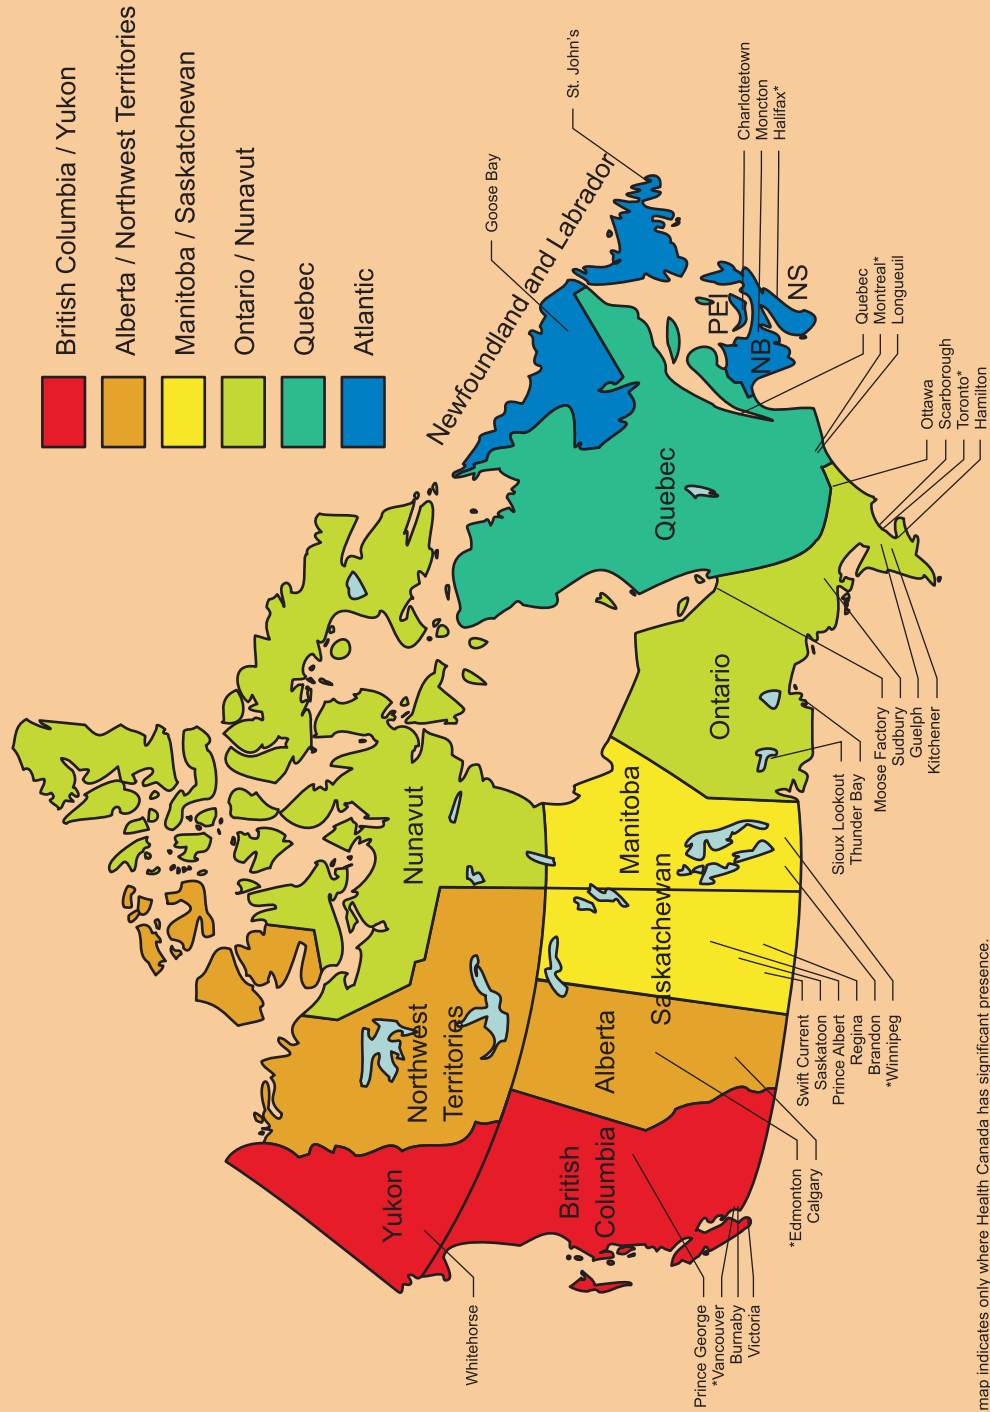 British Columbia / Yukon
Alberta / Northwest Territories
Manitoba / Saskatchewan
Ontario / Nunavut
Quebec
Atlantic
Newfoundland and Labrador
Goose Bay
St. John's
Yukon
Northwest
Territories
Nunavut
British
Columbia
Alberta
Saskatchewan
Manitoba
Ontario
Quebec
PEI
NB
NS
Charlottetown
Moncton
Halifax*
Quebec
Montreal*
Longueuil
Ottawa
Scarborough
Toronto*
Hamilton
Whitehorse
Prince George
*Vancouver
Burnaby
Victoria
*Edmonton
Calgary
Swift Current
Saskatoon
Prince Albert
Regina
Brandon
*Winnipeg
Sioux Lookout
Thunder Bay
Moose Factory
Sudbury
Guelph
Kitchener
map indicates only where Health Canada has significant presence.